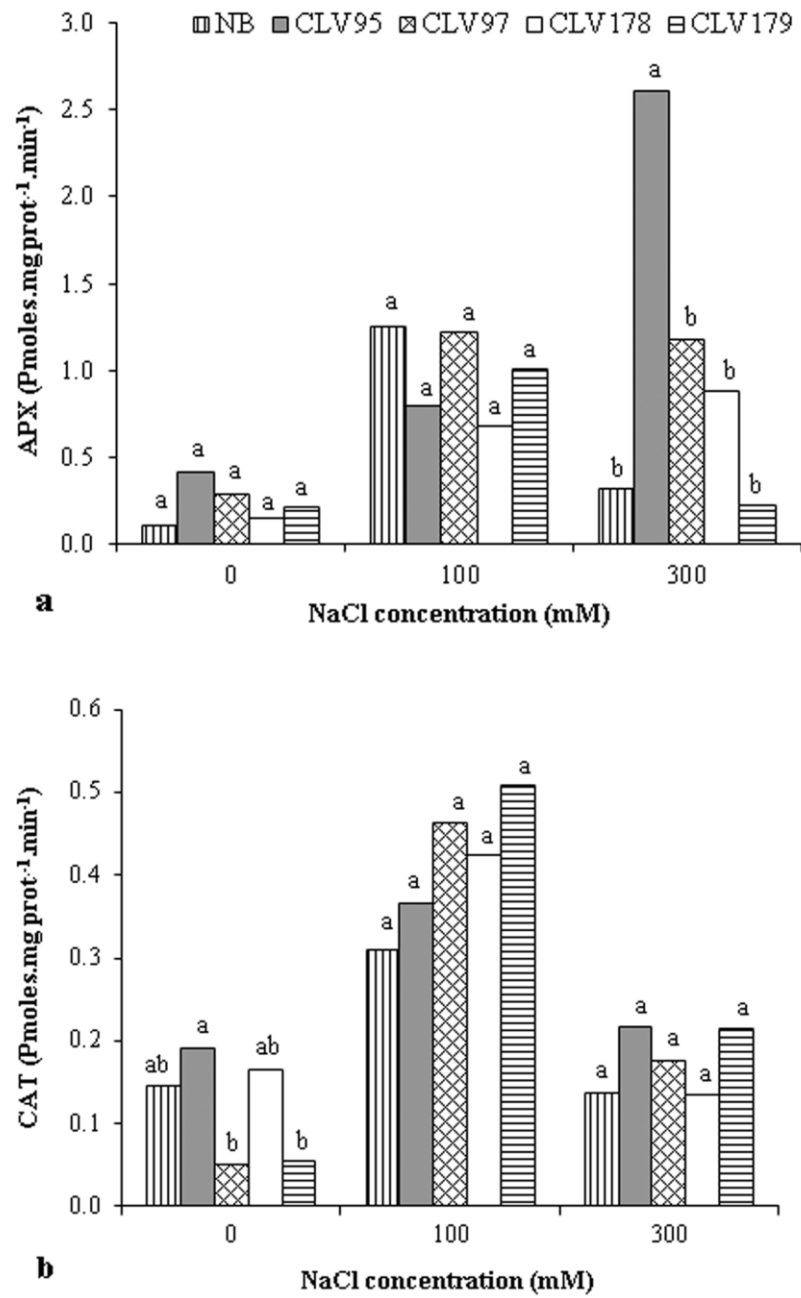 3.0 NB CLV95 CLV97 CLV178 CLV179
a
2.5
2.0
1.5
a a
a
b
1.0
a a b
0.5
a a
a a a
b b
0.0
0 100 300
APX (Pmoles.mg prot⁻¹.min⁻¹)
NaCl concentration (mM)
a
0.6
0.5
a
a
a
0.4
a
a
0.3
a a
0.2
a
ab ab
a a
0.1
b b
0.0
0 100 300
CAT (Pmoles.mg prot⁻¹.min⁻¹)
NaCl concentration (mM)
b